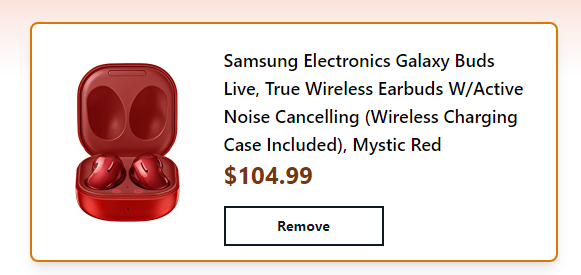 Samsung Electronics Galaxy Buds
Live, True Wireless Earbuds W/Active
Noise Cancelling (Wireless Charging
Case Included), Mystic Red
$104.99
Remove